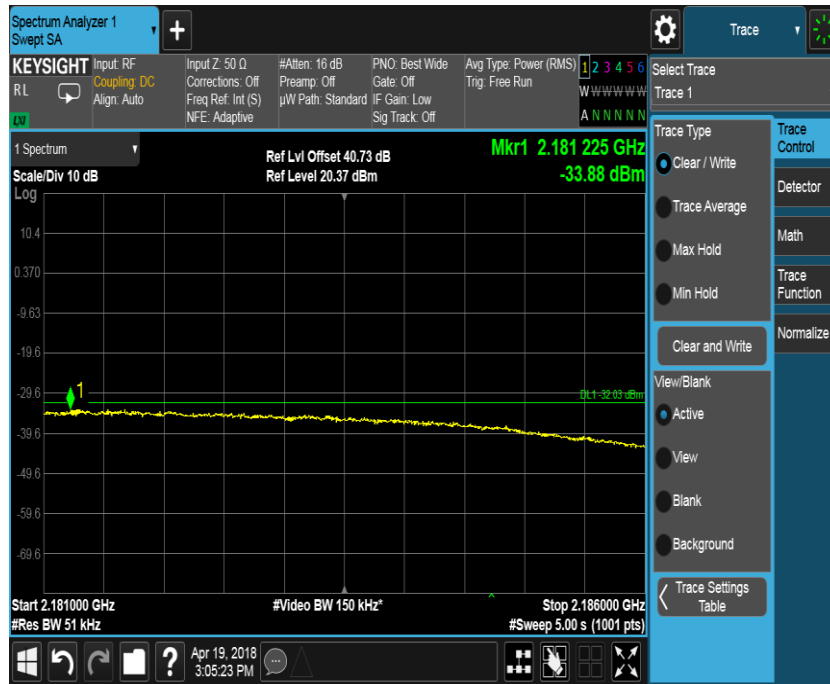 Spectrum Analyzer 1
Swept SA
Trace
KEYSIGHT
RL
LXI
Input: RF
Coupling: DC
Align: Auto
Input Z: 50 Ω
Corrections: Off
Freq Ref: Int (S)
NFE: Adaptive
#Atten: 16 dB
Preamp: Off
µW Path: Standard
PNO: Best Wide
Gate: Off
IF Gain: Low
Sig Track: Off
Avg Type: Power (RMS)
Trig: Free Run
1 2 3 4 5 6
W W W W W W
A N N N N N
Select Trace
Trace 1
1 Spectrum
Scale/Div 10 dB
Ref Lvl Offset 40.73 dB
Ref Level 20.37 dBm
Mkr1 2.181 225 GHz
-33.88 dBm
Log
10.4
0.370
-9.63
-19.6
-29.6
-39.6
-49.6
-59.6
-69.6
1
DL1 -32.03 dBm
Start 2.181000 GHz
#Res BW 51 kHz
#Video BW 150 kHz*
Stop 2.186000 GHz
#Sweep 5.00 s (1001 pts)
Trace Type
Clear / Write
Trace Average
Max Hold
Min Hold
Clear and Write
View/Blank
Active
View
Blank
Background
Trace Settings
Table
Trace
Control
Detector
Math
Trace
Function
Normalize
?
Apr 19, 2018
3:05:23 PM